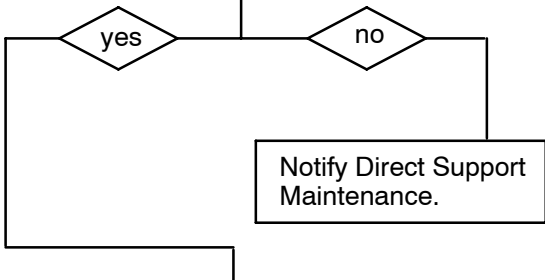 yes
no
Notify Direct Support
Maintenance.